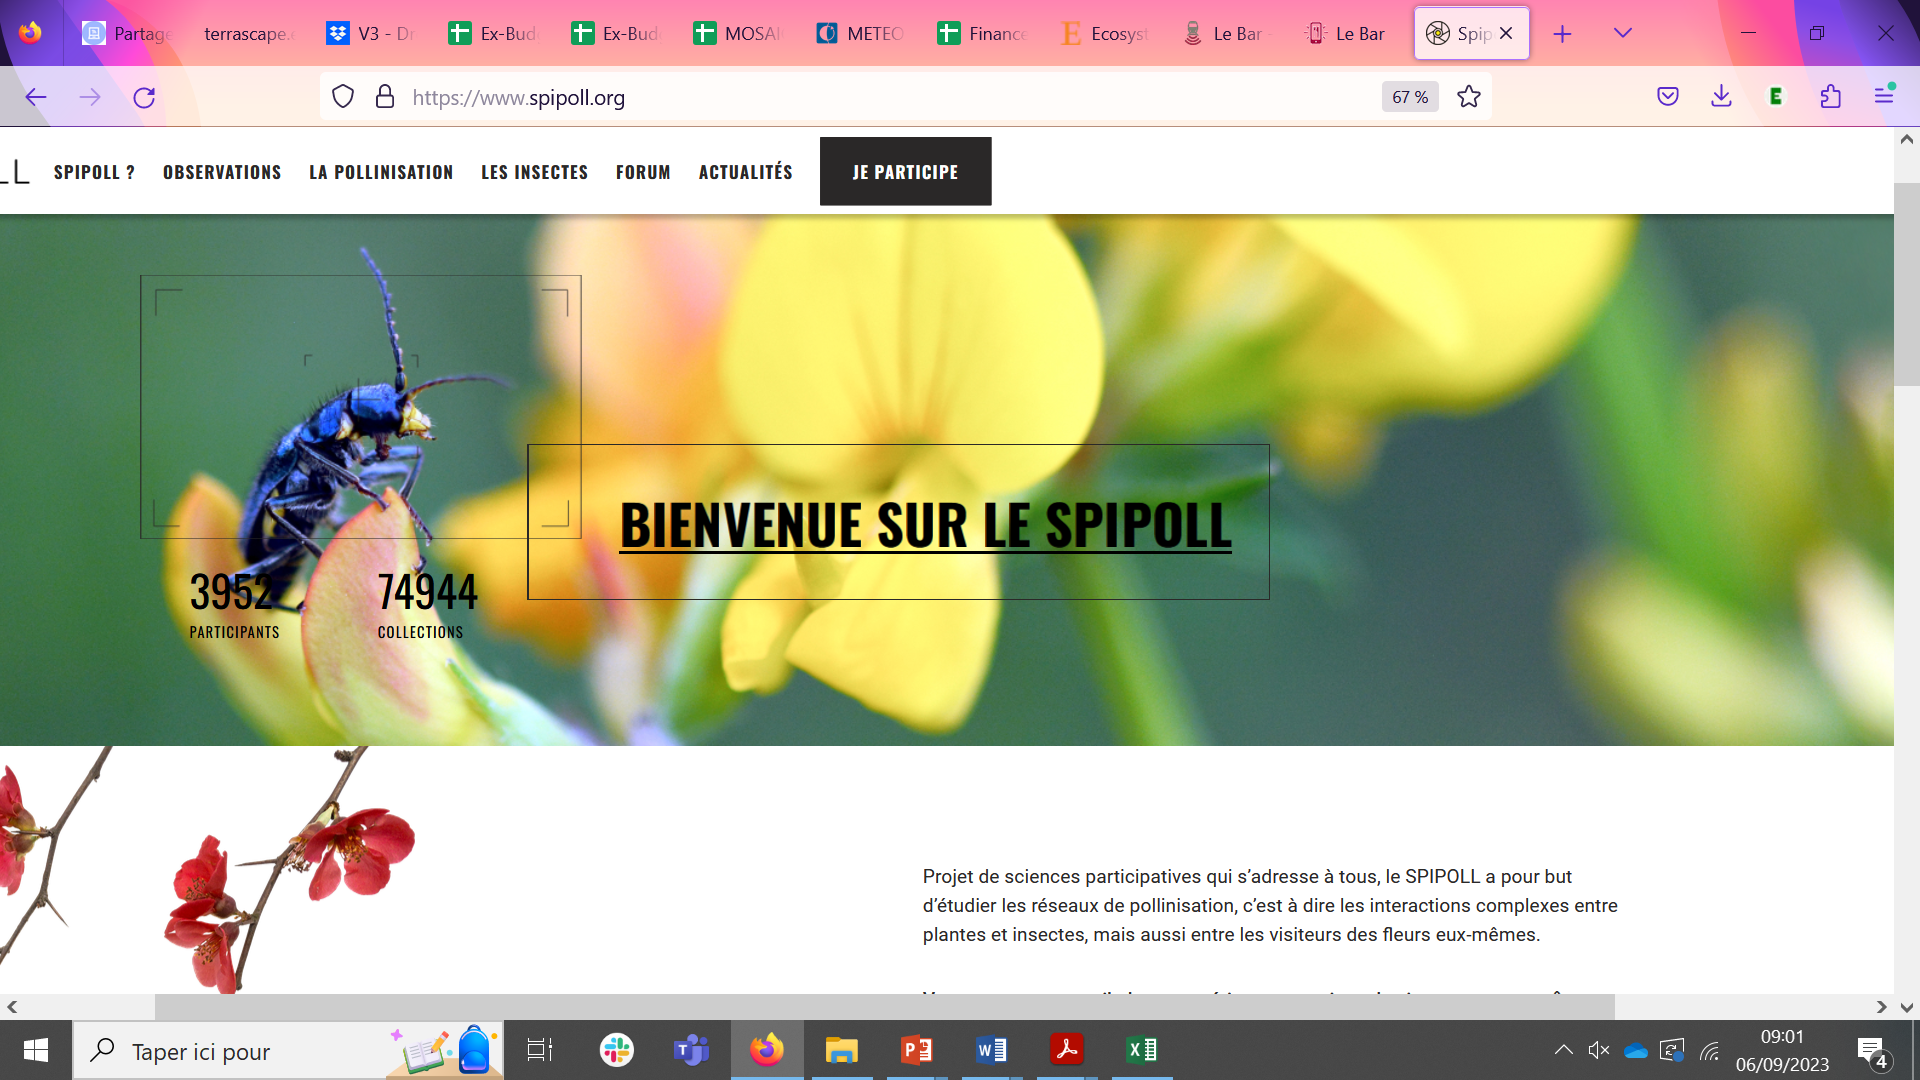 Partage
terrascape.e
V3 - Dr
Ex-Bud
Ex-Bud
MOSAI
METEO
Finance
Ecosyst
Le Bar -
Le Bar
Spip
https://www.spipoll.org
67 %
LL
SPIPOLL ?
OBSERVATIONS
LA POLLINISATION
LES INSECTES
FORUM
ACTUALITÉS
JE PARTICIPE
BIENVENUE SUR LE SPIPOLL
3952
PARTICIPANTS
74944
COLLECTIONS
Projet de sciences participatives qui s’adresse à tous, le SPIPOLL a pour but
d’étudier les réseaux de pollinisation, c’est à dire les interactions complexes entre
plantes et insectes, mais aussi entre les visiteurs des fleurs eux-mêmes.
Taper ici pour
09:01
06/09/2023
4